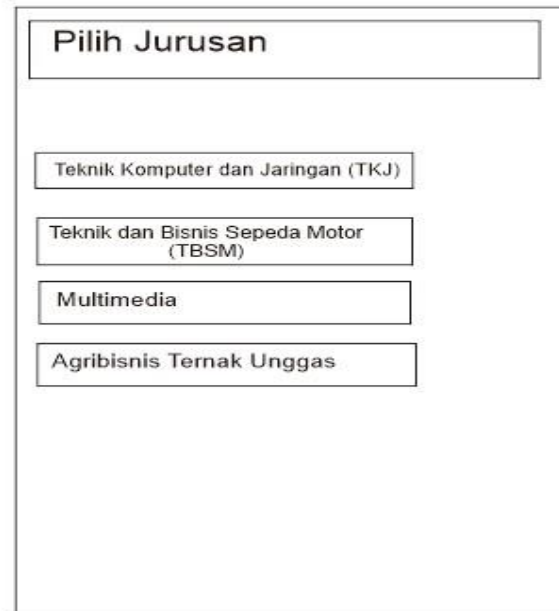 Pilih Jurusan
Teknik Komputer dan Jaringan (TKJ)
Teknik dan Bisnis Sepeda Motor
(TBSM)
Multimedia
Agribisnis Ternak Unggas